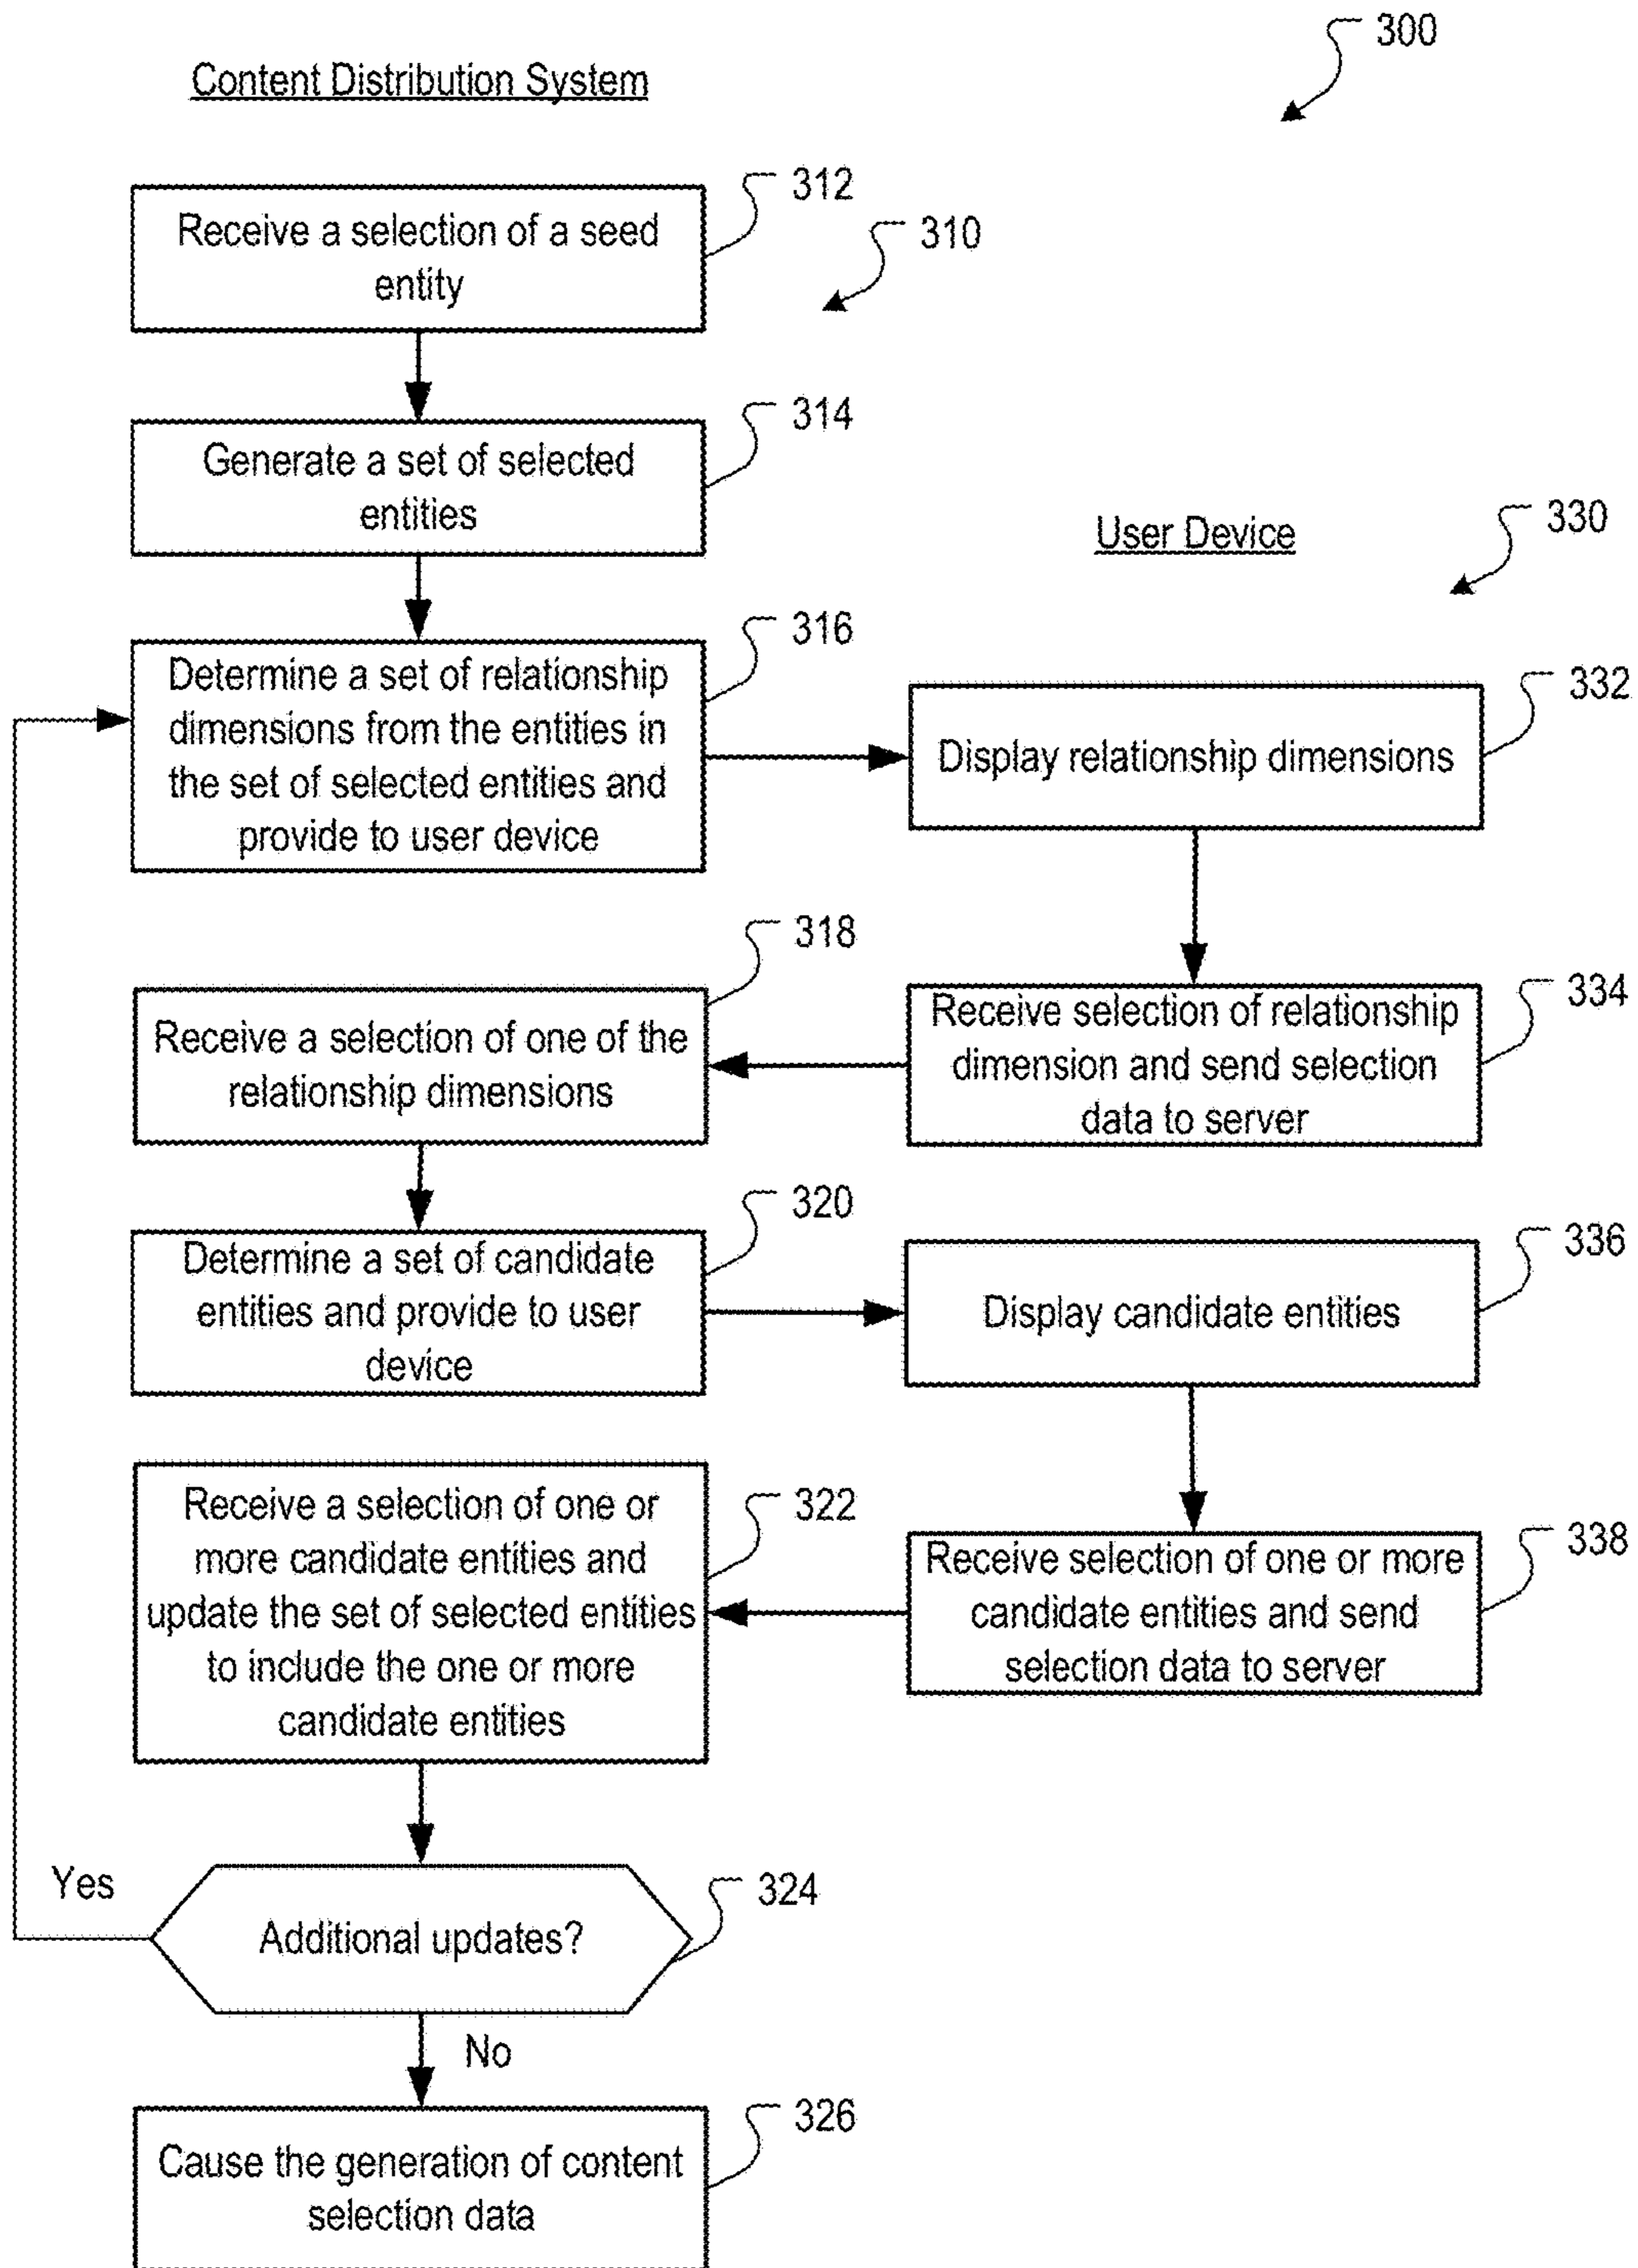 300
Content Distribution System
312
Receive a selection of a seed
entity
310
314
Generate a set of selected
entities
User Device
330
316
Determine a set of relationship
dimensions from the entities in
the set of selected entities and
provide to user device
332
Display relationship dimensions
318
Receive a selection of one of the
relationship dimensions
334
Receive selection of relationship
dimension and send selection
data to server
320
Determine a set of candidate
entities and provide to user
device
336
Display candidate entities
322
Receive a selection of one or
more candidate entities and
update the set of selected entities
to include the one or more
candidate entities
338
Receive selection of one or more
candidate entities and send
selection data to server
Yes
324
Additional updates?
No
326
Cause the generation of content
selection data